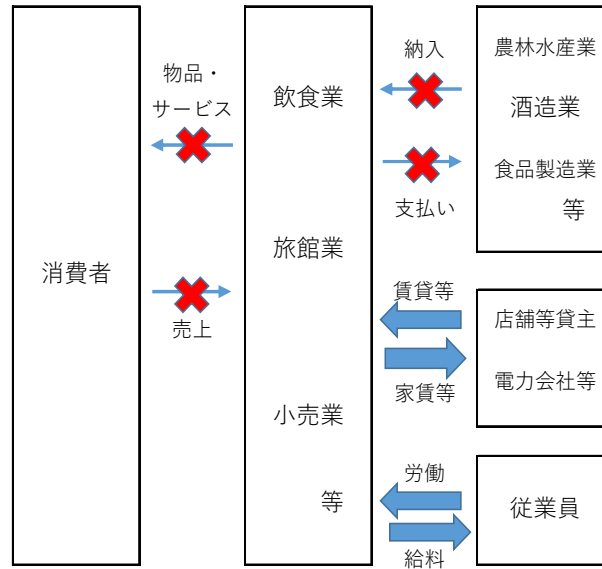 消費者
物品・
サービス
売上
飲食業
旅館業
小売業
等
納入
支払い
賃貸等
家賃等
労働
給料
農林水産業
酒造業
食品製造業
等
店舗等貸主
電力会社等
従業員